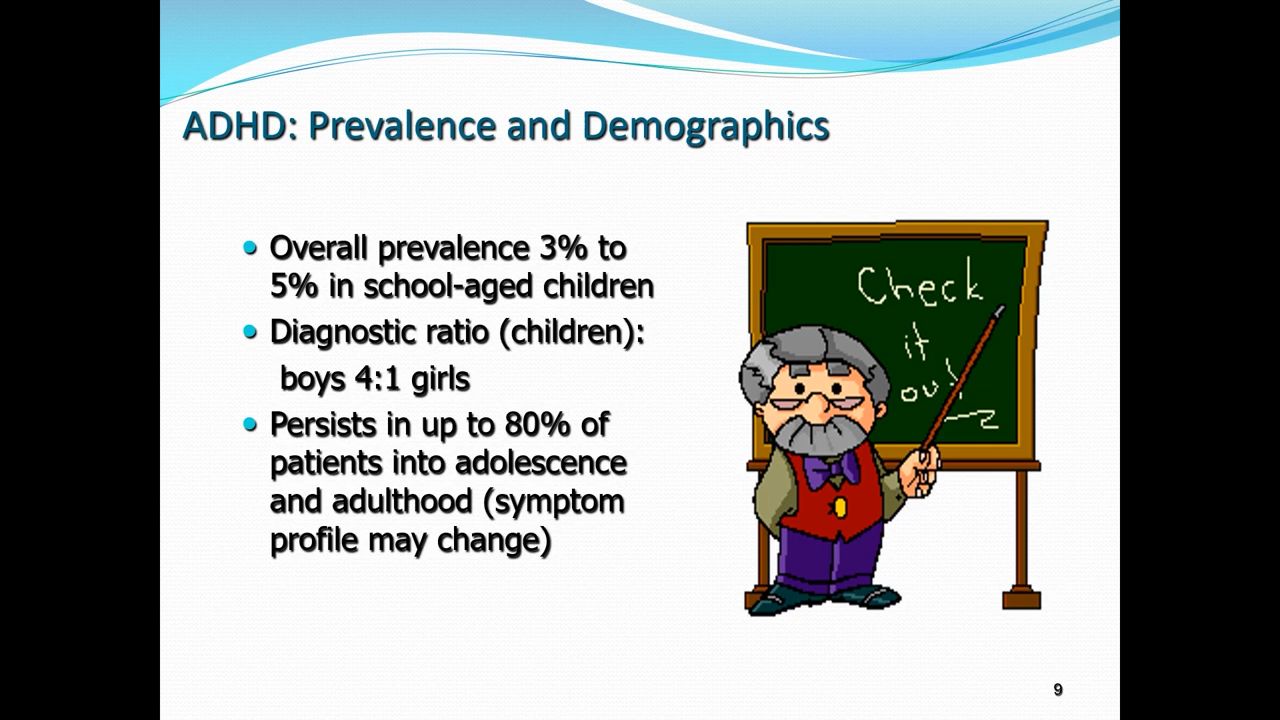 ADHD: Prevalence and Demographics
• Overall prevalence 3% to
5% in school-aged children
• Diagnostic ratio (children):
boys 4:1 girls
• Persists in up to 80% of
patients into adolescence
and adulthood (symptom
profile may change)
Check
it
out!
9